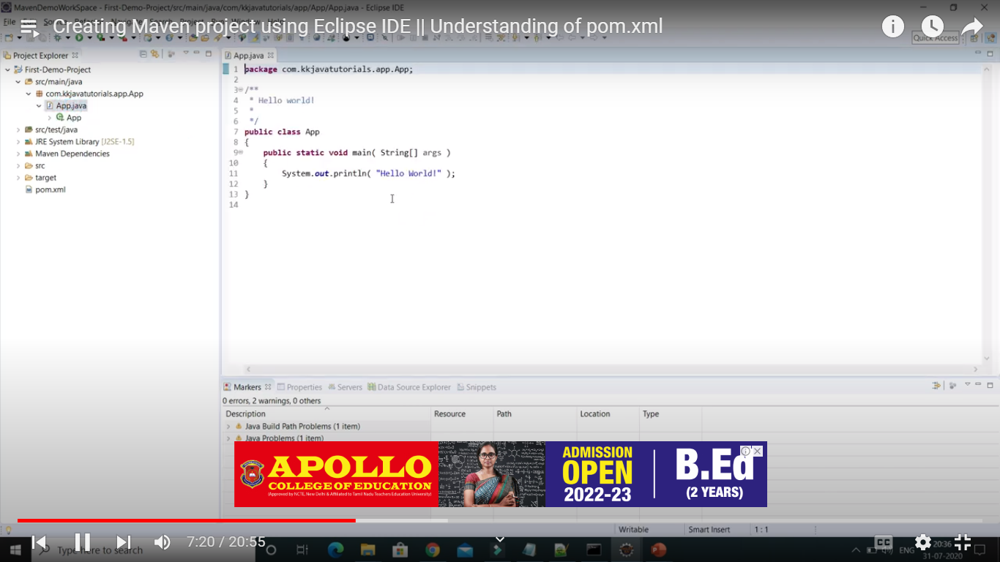 MavenDemoWorkSpace - First-Demo-Project/src/main/java/com/kkjavatutorials/app/App/App.java - Eclipse IDE
File
Creating Maven project using Eclipse IDE || Understanding of pom.xml
Quick Access
Project Explorer
First-Demo-Project
src/main/java
com.kkjavatutorials.app.App
App.java
App
src/test/java
JRE System Library [J2SE-1.5]
Maven Dependencies
src
target
pom.xml
App.java
1 package com.kkjavatutorials.app.App;
2
3 /**
4 * Hello world!
5 *
6 */
7 public class App
8 {
9 public static void main( String[] args )
10 {
11 System.out.println( "Hello World!" );
12 }
13 }
14
Markers Properties Servers Data Source Explorer Snippets
0 errors, 2 warnings, 0 others
Description Resource Path Location Type
Java Build Path Problems (1 item)
Java Problems (1 item)
APOLLO
COLLEGE OF EDUCATION
(Approved by NCTE, New Delhi & Affiliated to Tamil Nadu Teachers Education University)
ADMISSION
OPEN
2022-23
B.Ed
(2 YEARS)
Writable Smart Insert 1 : 1
Type here to search
7:20 / 20:55
CC
ENG
20:36
31-07-2020